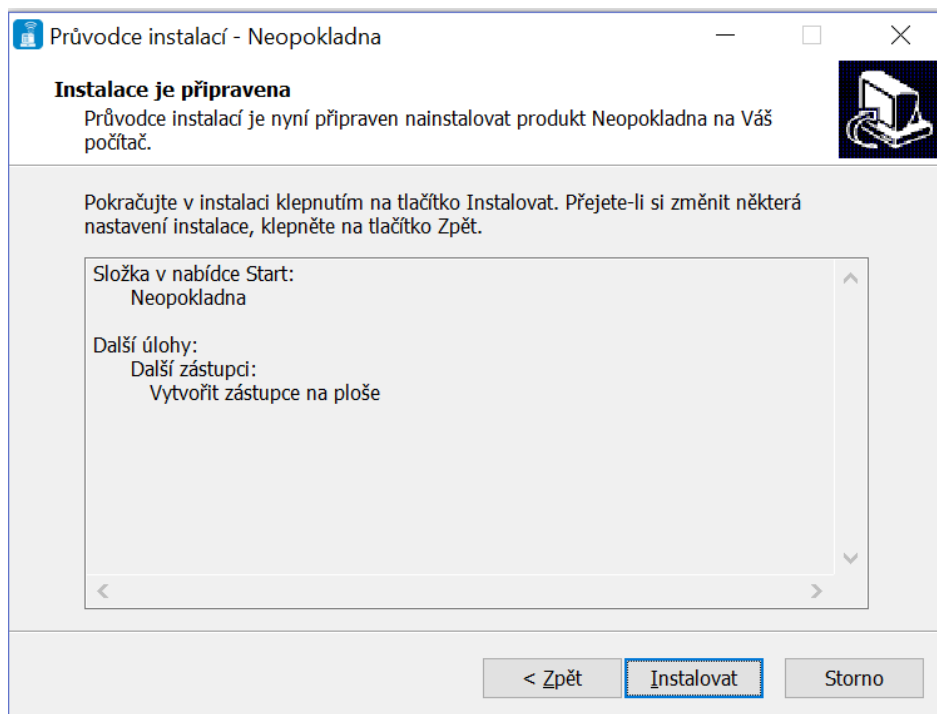 Průvodce instalací - Neopokladna
Instalace je připravena
Průvodce instalací je nyní připraven nainstalovat produkt Neopokladna na Váš
počítač.
Pokračujte v instalaci klepnutím na tlačítko Instalovat. Přejete-li si změnit některá
nastavení instalace, klepněte na tlačítko Zpět.
Složka v nabídce Start:
Neopokladna
Další úlohy:
Další zástupci:
Vytvořit zástupce na ploše
< Zpět
Instalovat
Storno